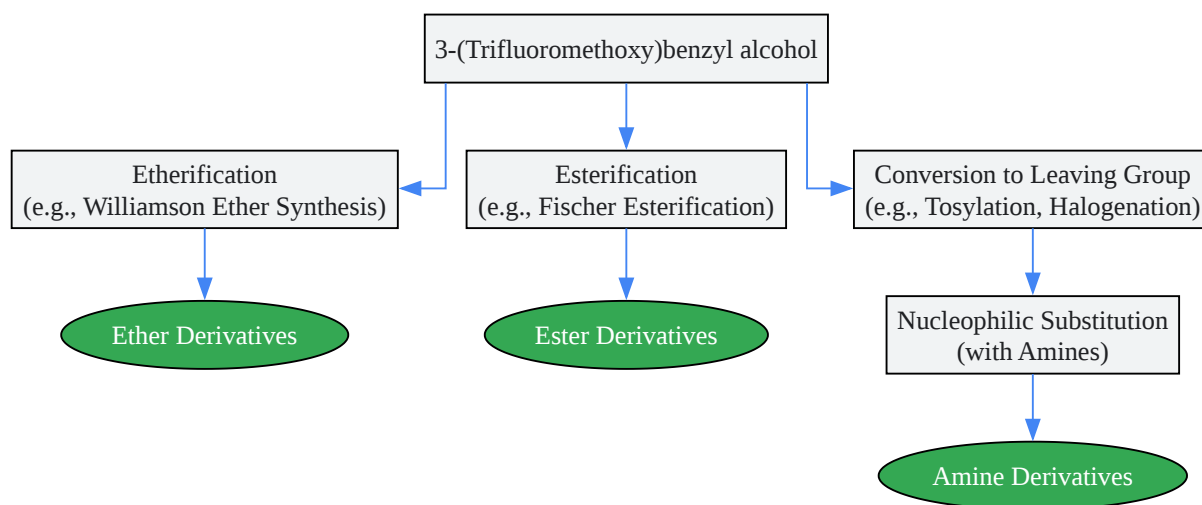 3-(Trifluoromethoxy)benzyl alcohol
Etherification
(e.g., Williamson Ether Synthesis)
Esterification
(e.g., Fischer Esterification)
Conversion to Leaving Group
(e.g., Tosylation, Halogenation)
Ether Derivatives
Ester Derivatives
Nucleophilic Substitution
(with Amines)
Amine Derivatives